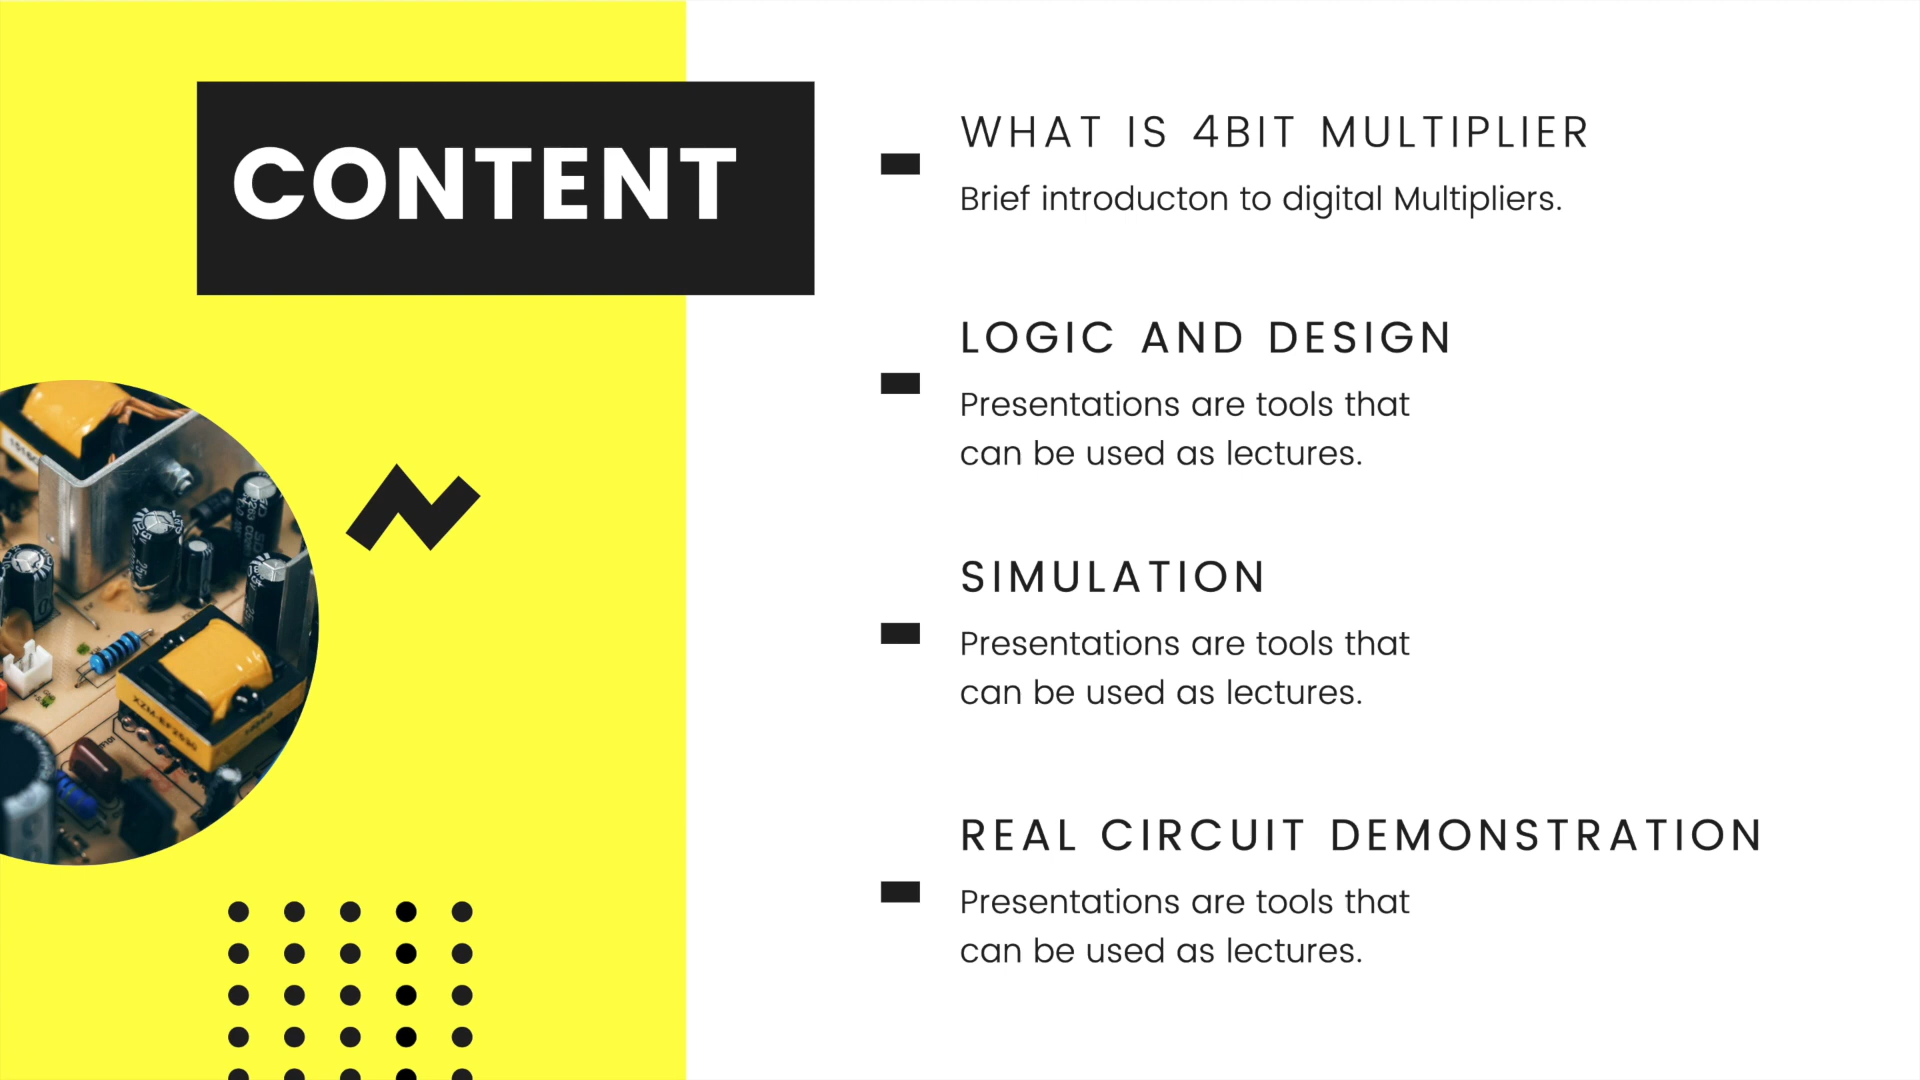 CONTENT
WHAT IS 4BIT MULTIPLIER
Brief introducton to digital Multipliers.
LOGIC AND DESIGN
Presentations are tools that
can be used as lectures.
SIMULATION
Presentations are tools that
can be used as lectures.
REAL CIRCUIT DEMONSTRATION
Presentations are tools that
can be used as lectures.